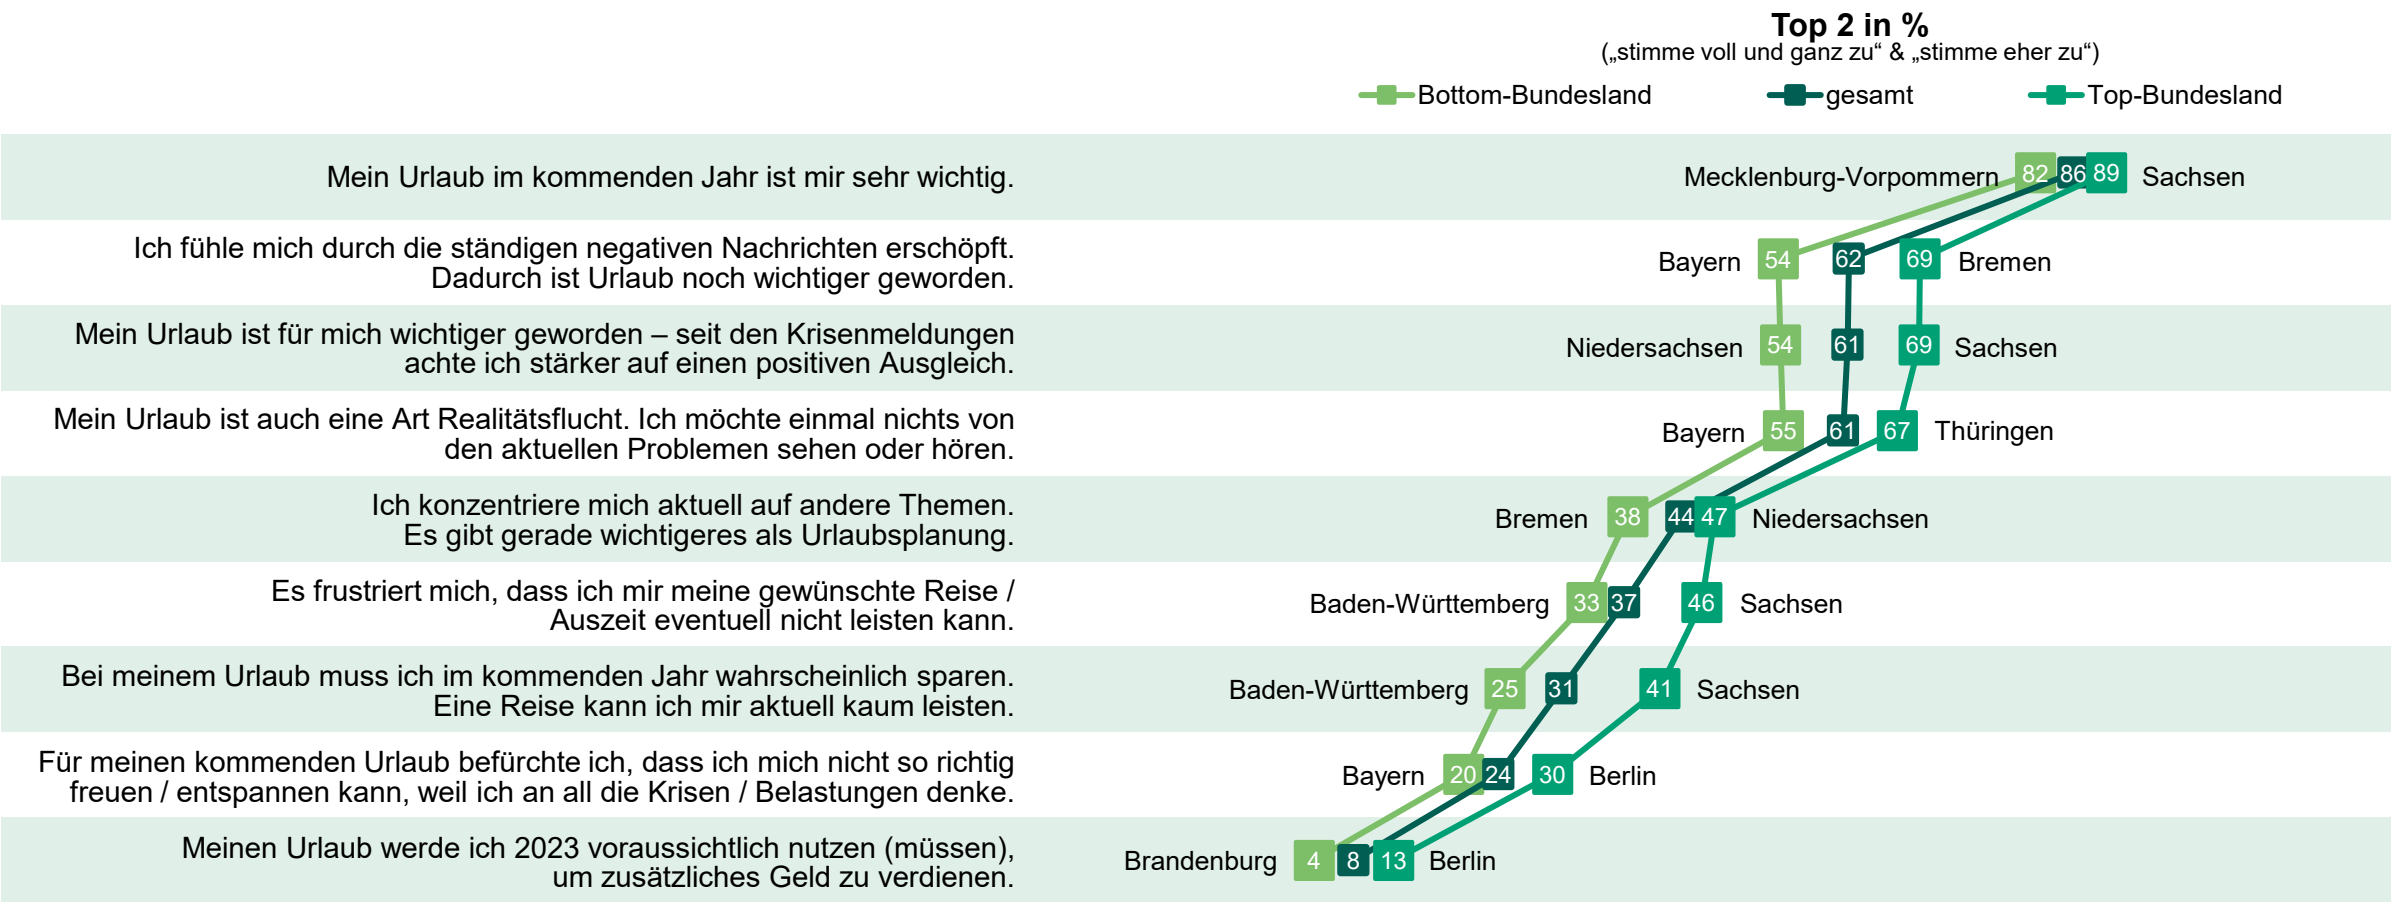 Top 2 in %
(„stimme voll und ganz zu“ & „stimme eher zu“)
Bottom-Bundesland gesamt Top-Bundesland
Mein Urlaub im kommenden Jahr ist mir sehr wichtig.
Mecklenburg-Vorpommern 82 86 89 Sachsen
Ich fühle mich durch die ständigen negativen Nachrichten erschöpft.
Dadurch ist Urlaub noch wichtiger geworden.
Bayern 54 62 69 Bremen
Mein Urlaub ist für mich wichtiger geworden – seit den Krisenmeldungen
achte ich stärker auf einen positiven Ausgleich.
Niedersachsen 54 61 69 Sachsen
Mein Urlaub ist auch eine Art Realitätsflucht. Ich möchte einmal nichts von
den aktuellen Problemen sehen oder hören.
Bayern 55 61 67 Thüringen
Ich konzentriere mich aktuell auf andere Themen.
Es gibt gerade wichtigeres als Urlaubsplanung.
Bremen 38 44 47 Niedersachsen
Es frustriert mich, dass ich mir meine gewünschte Reise /
Auszeit eventuell nicht leisten kann.
Baden-Württemberg 33 37 46 Sachsen
Bei meinem Urlaub muss ich im kommenden Jahr wahrscheinlich sparen.
Eine Reise kann ich mir aktuell kaum leisten.
Baden-Württemberg 25 31 41 Sachsen
Für meinen kommenden Urlaub befürchte ich, dass ich mich nicht so richtig
freuen / entspannen kann, weil ich an all die Krisen / Belastungen denke.
Bayern 20 24 30 Berlin
Meinen Urlaub werde ich 2023 voraussichtlich nutzen (müssen),
um zusätzliches Geld zu verdienen.
Brandenburg 4 8 13 Berlin